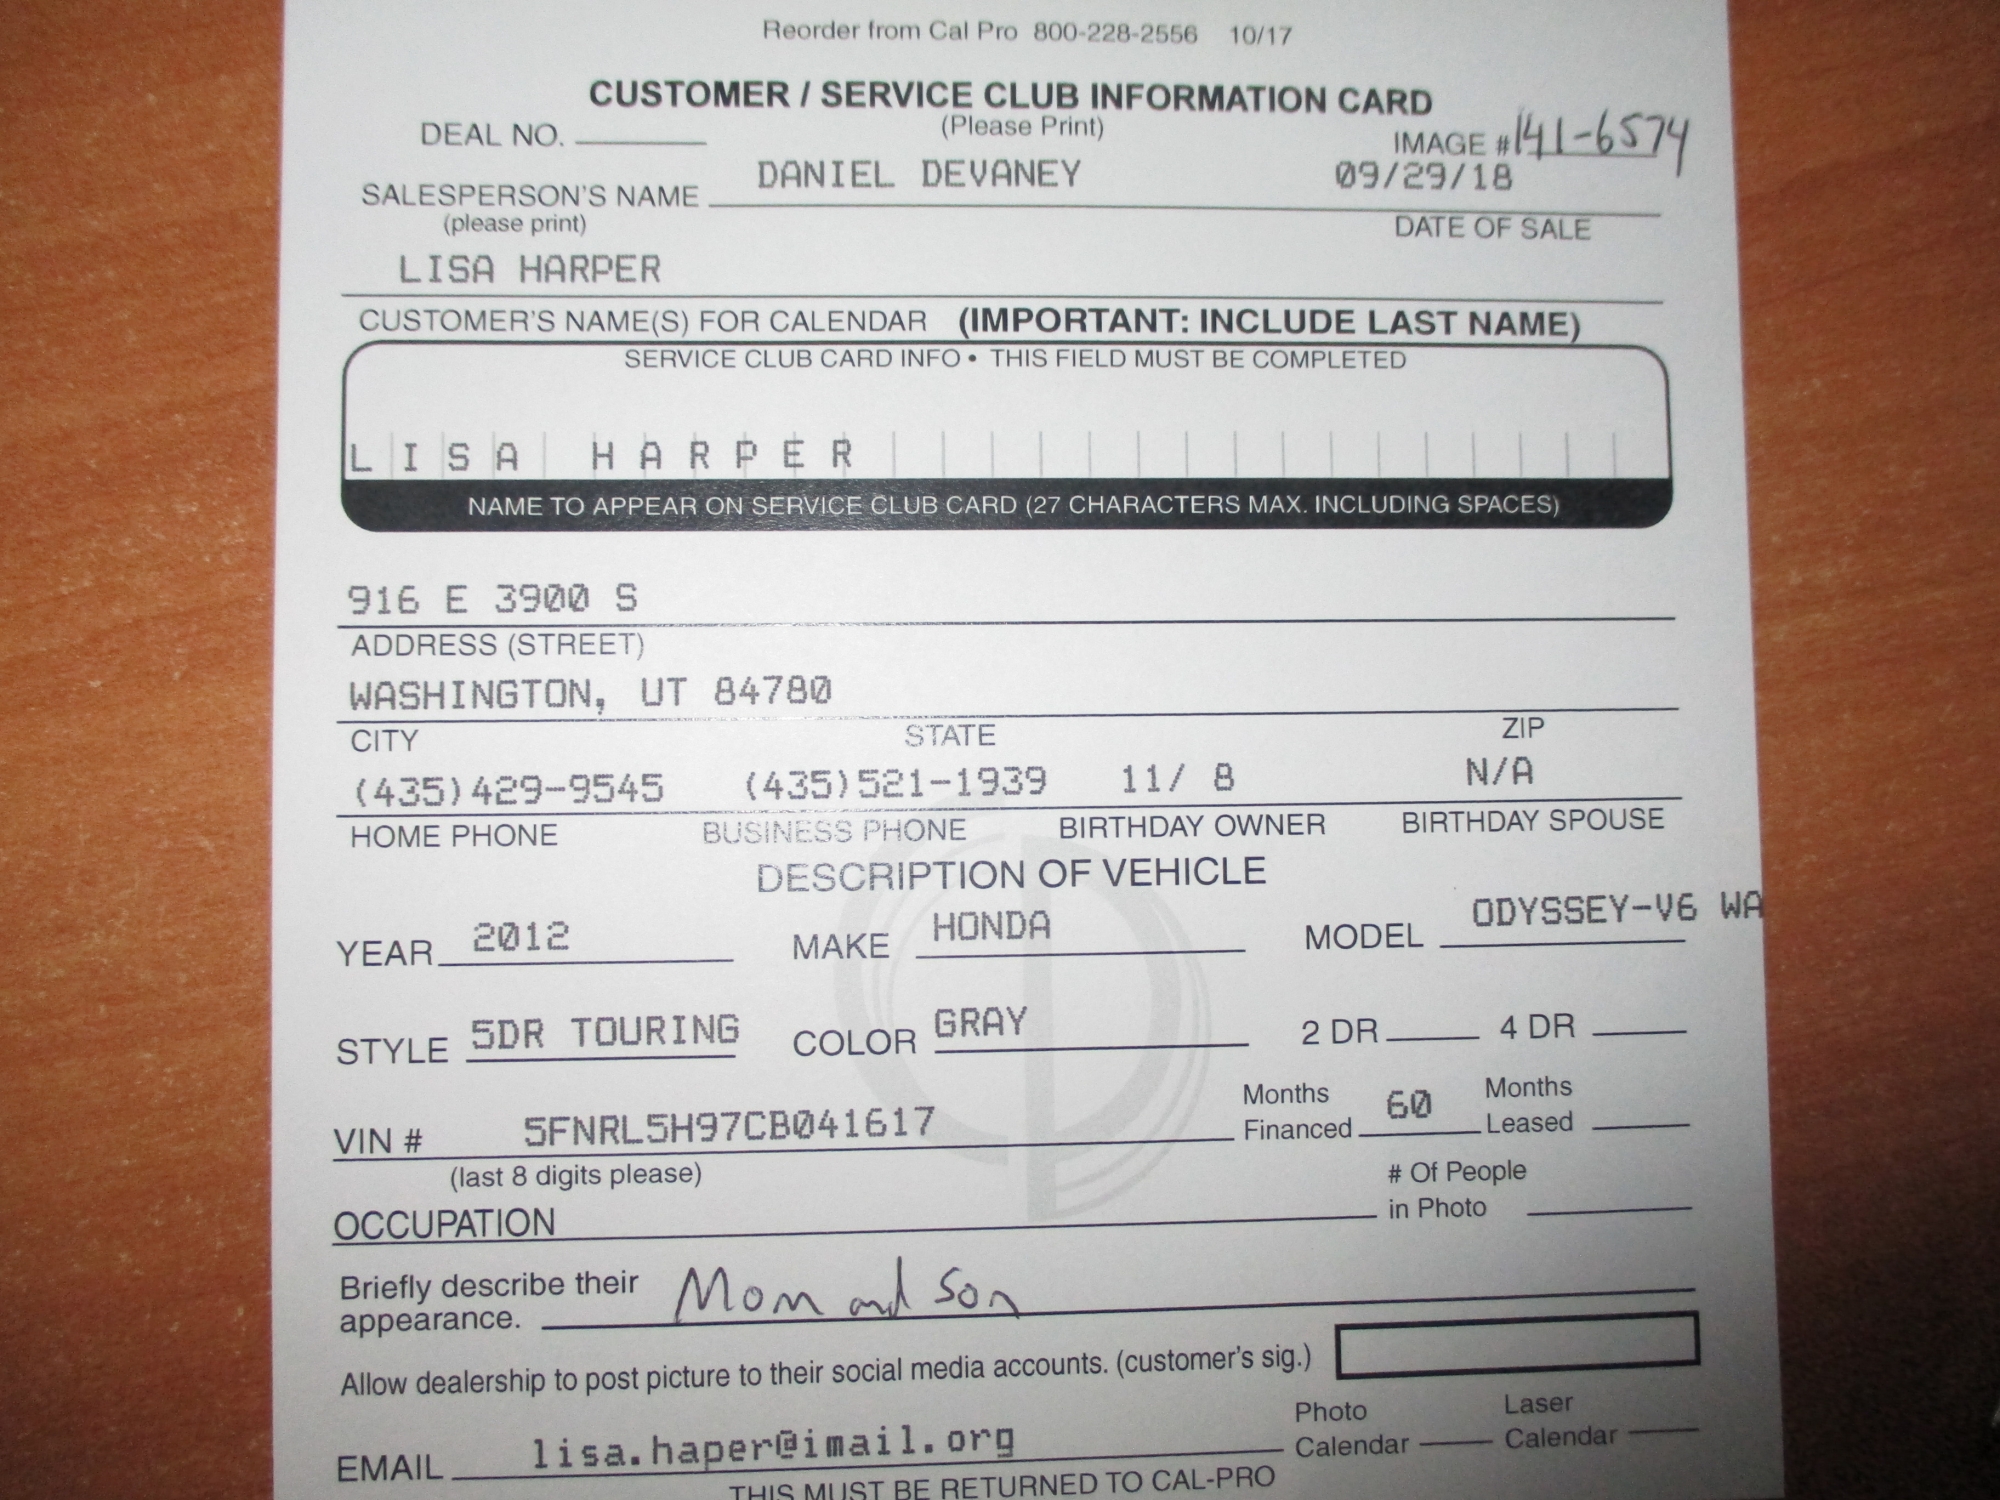 Reorder from Cal Pro 800-228-2556 10/17
CUSTOMER / SERVICE CLUB INFORMATION CARD
(Please Print)
DEAL NO. IMAGE # 141-6574
DANIEL DEVANEY 09/29/18
SALESPERSON'S NAME
(please print) DATE OF SALE
LISA HARPER
CUSTOMER'S NAME(S) FOR CALENDAR (IMPORTANT: INCLUDE LAST NAME)
SERVICE CLUB CARD INFO • THIS FIELD MUST BE COMPLETED
LISA HARPER
NAME TO APPEAR ON SERVICE CLUB CARD (27 CHARACTERS MAX. INCLUDING SPACES)
916 E 3900 S
ADDRESS (STREET)
WASHINGTON, UT 84780
CITY STATE ZIP
(435)429-9545 (435)521-1939 11/ 8 N/A
HOME PHONE BUSINESS PHONE BIRTHDAY OWNER BIRTHDAY SPOUSE
DESCRIPTION OF VEHICLE
YEAR 2012 MAKE HONDA MODEL ODYSSEY-V6 WA
STYLE 5DR TOURING COLOR GRAY 2 DR 4 DR
VIN # 5FNRL5H97CB041617 Months Financed 60 Months Leased
(last 8 digits please)
OCCUPATION # Of People in Photo
Briefly describe their appearance. Mom and Son
Allow dealership to post picture to their social media accounts. (customer's sig.)
EMAIL lisa.haper@imail.org Photo Calendar Laser Calendar
THIS MUST BE RETURNED TO CAL-PRO